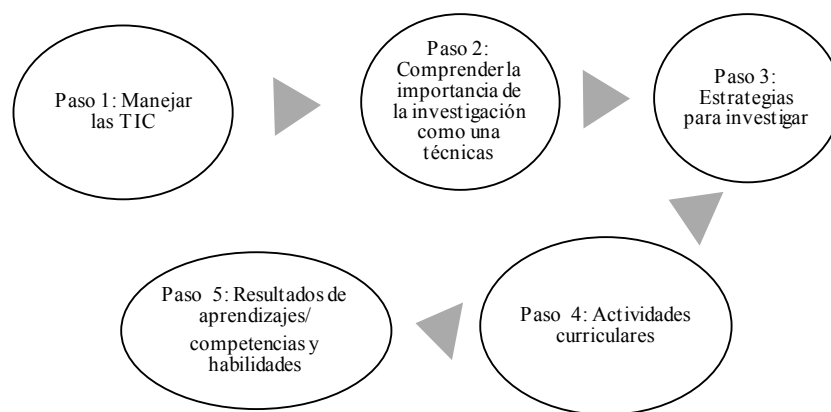 Paso 1: Manejar
las TIC
Paso 2:
Comprender la
importancia de
la investigación
como una
técnicas
Paso 3:
Estrategias
para investigar
Paso 4: Actividades
curriculares
Paso 5: Resultados de
aprendizajes/
competencias y
habilidades